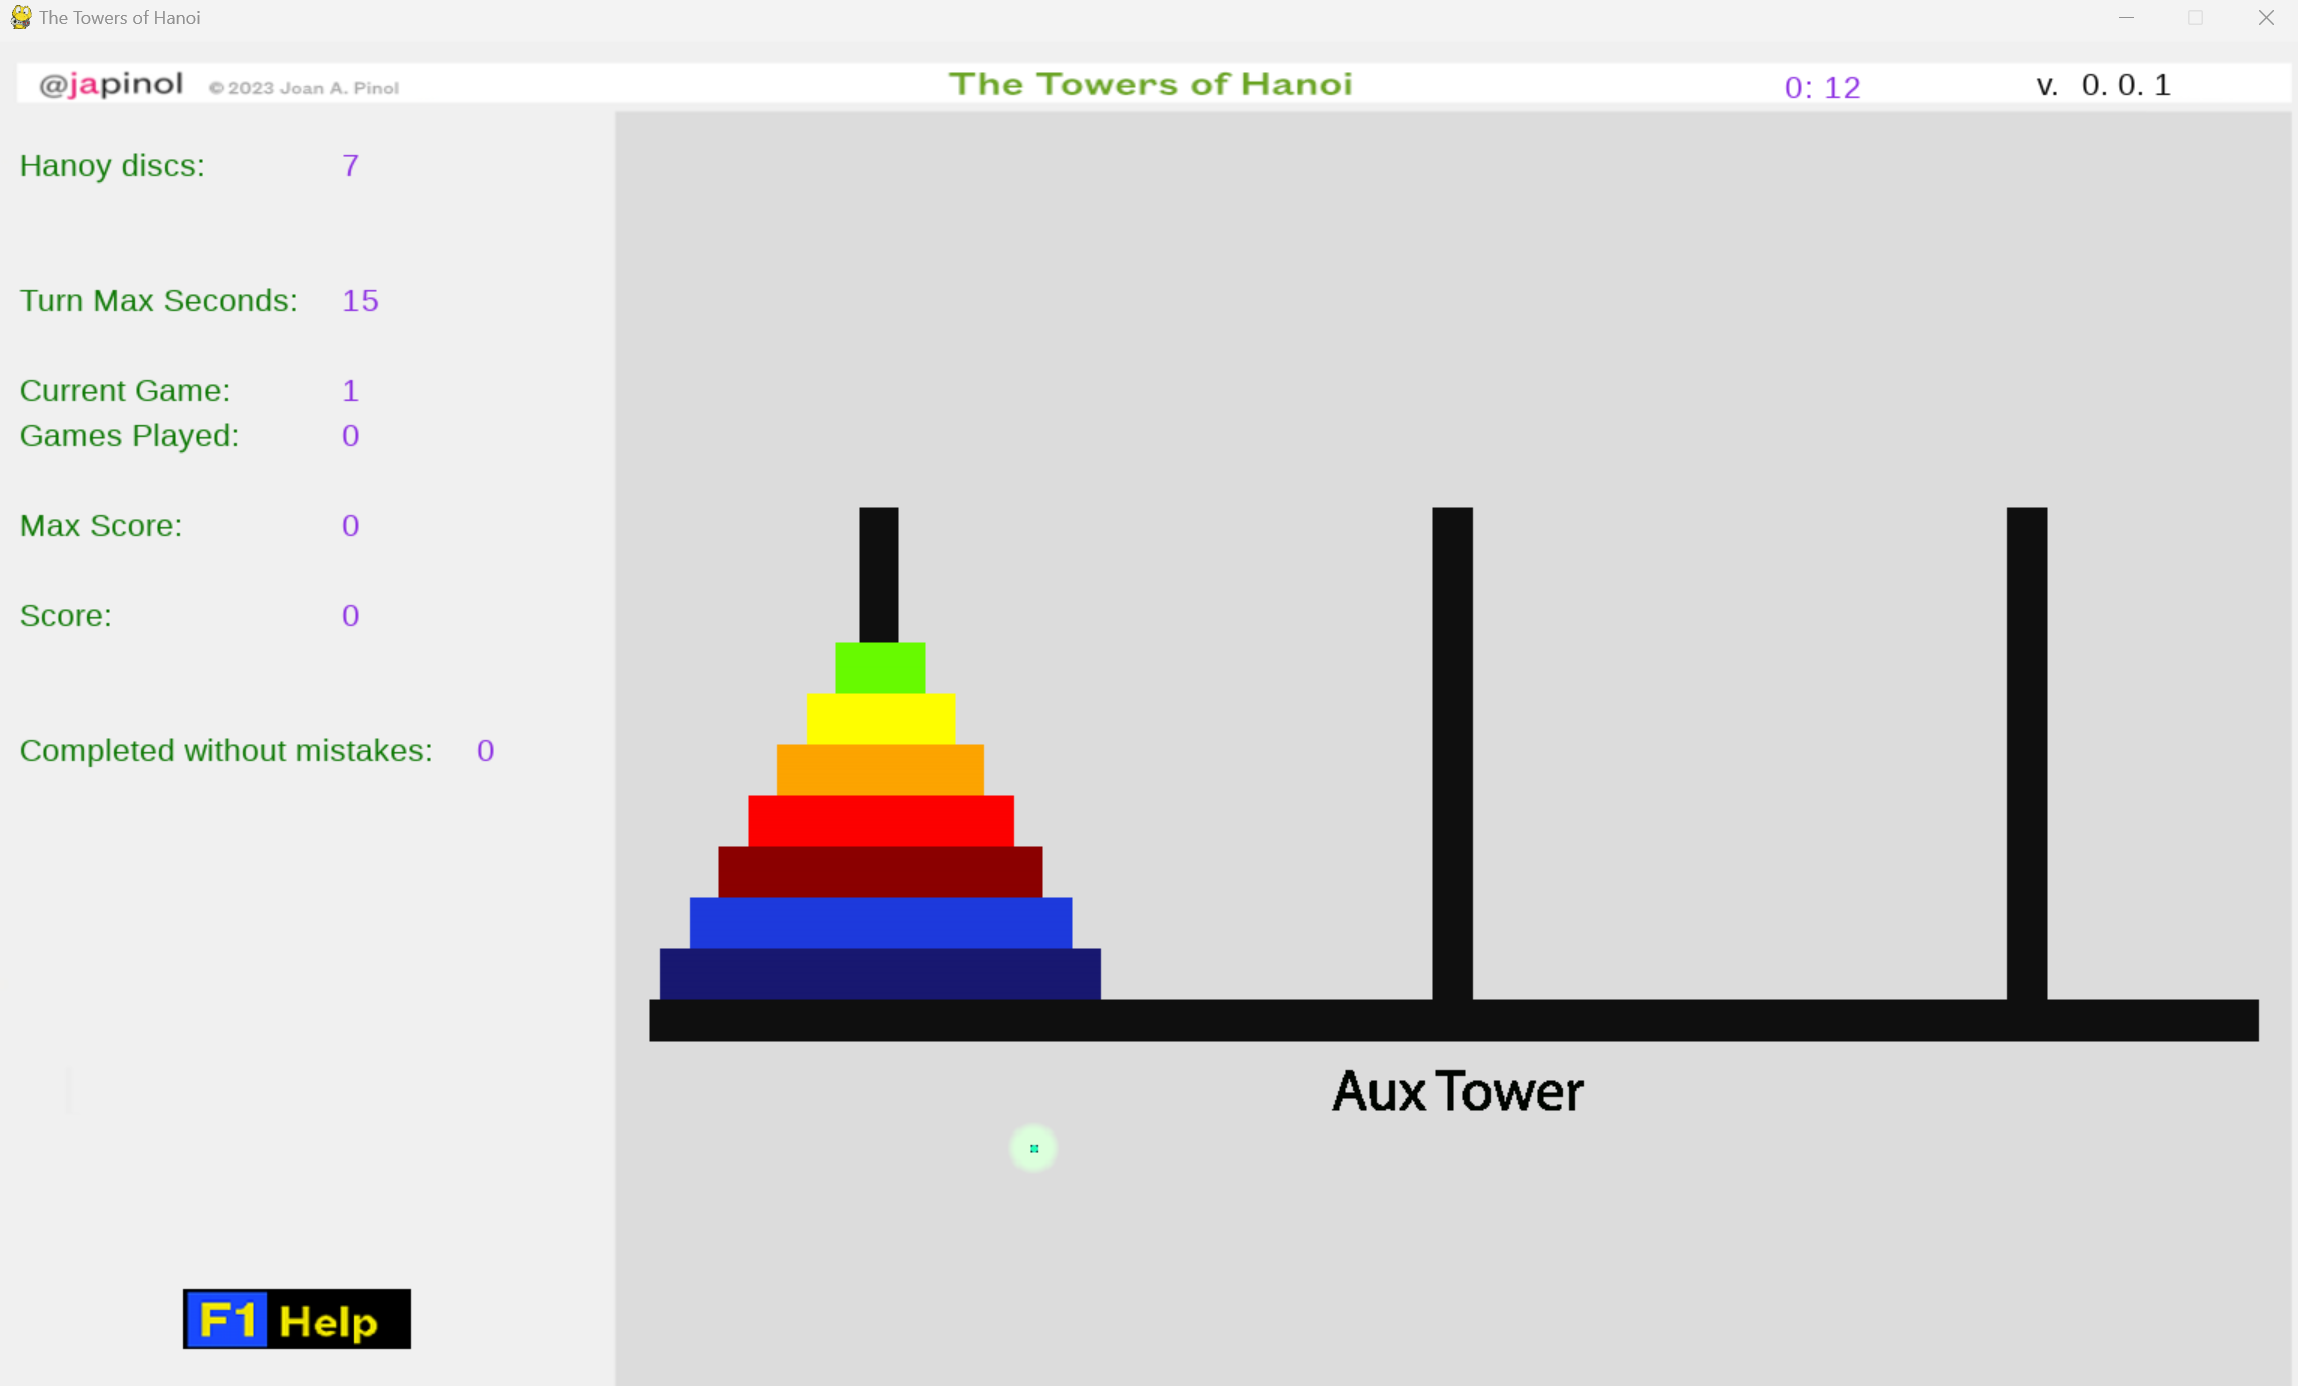 The Towers of Hanoi
@japinol © 2023 Joan A. Pinol The Towers of Hanoi 0: 12 v. 0. 0. 1
Hanoy discs: 7
Turn Max Seconds: 15
Current Game: 1
Games Played: 0
Max Score: 0
Score: 0
Completed without mistakes: 0
Aux Tower
F1 Help